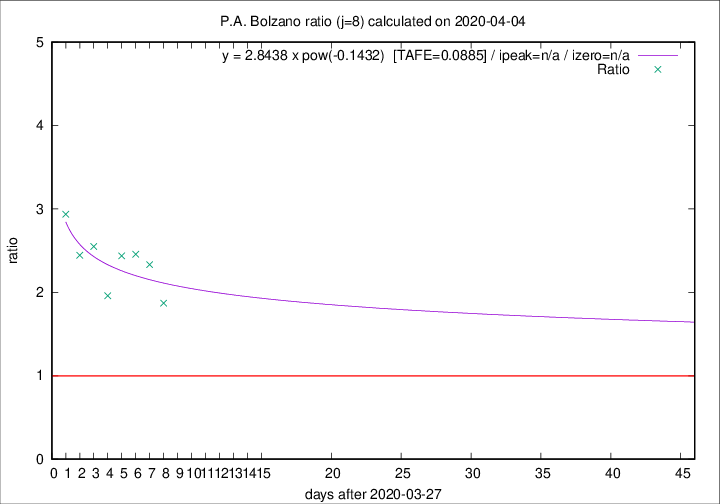 P.A. Bolzano ratio (j=8) calculated on 2020-04-04
y = 2.8438 x pow(-0.1432) [TAFE=0.0885] / ipeak=n/a / izero=n/a
Ratio
5
4
3
2
1
0
ratio
0 1 2 3 4 5 6 7 8 9 10 11 12 13 14 15 20 25 30 35 40 45
days after 2020-03-27